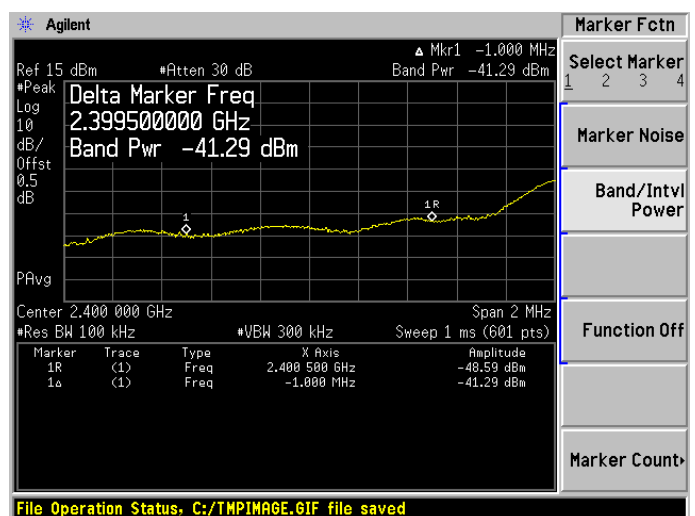 Agilent
Marker Fctn
Δ Mkr1 -1.000 MHz
Ref 15 dBm #Atten 30 dB Band Pwr -41.29 dBm
#Peak
Log
10
dB/
Offst
0.5
dB
PAvg
Delta Marker Freq
2.399500000 GHz
Band Pwr -41.29 dBm
1R
1
Center 2.400 000 GHz Span 2 MHz
#Res BW 100 kHz #VBW 300 kHz Sweep 1 ms (601 pts)
Marker Trace Type X Axis Amplitude
1R (1) Freq 2.400 500 GHz -48.59 dBm
1Δ (1) Freq -1.000 MHz -41.29 dBm
Select Marker
1 2 3 4
Marker Noise
Band/Intvl
Power
Function Off
Marker Count
File Operation Status, C:/TMPIMAGE.GIF file saved